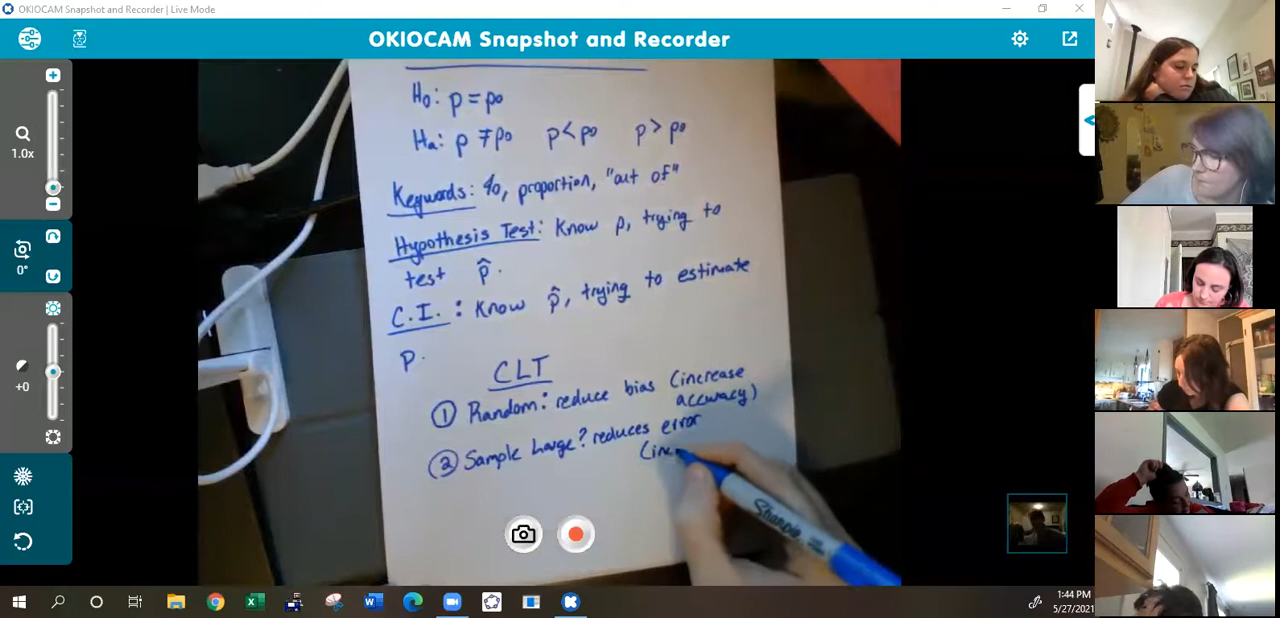 OKIOCAM Snapshot and Recorder | Live Mode
OKIOCAM Snapshot and Recorder
1.0x
0°
+0
H₀: p = p₀
Hₐ: p ≠ p₀ p < p₀ p > p₀
Keywords: %, proportion, "out of"
Hypothesis Test: Know p, trying to
test p̂.
C.I.: Know p̂, trying to estimate
p.
CLT
① Random: reduce bias (increase
accuracy)
② Sample Large? reduces error
(inc
Sharpie
1:44 PM
5/27/2021